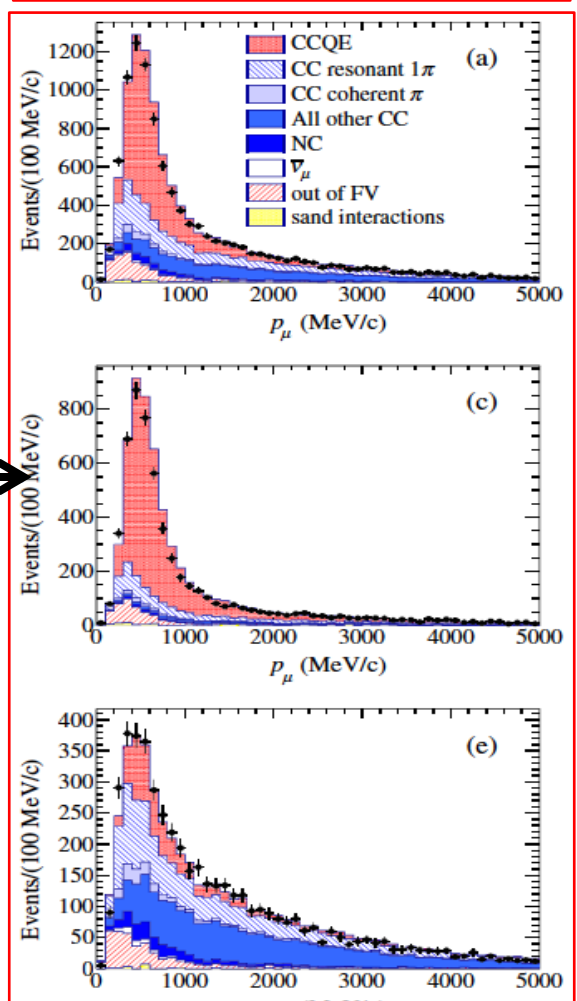 1200
1000
800
600
400
200
0
Events/(100 MeV/c)
(a)
CCQE
CC resonant 1π
CC coherent π
All other CC
NC
ν̅μ
out of FV
sand interactions
0 1000 2000 3000 4000 5000
pμ (MeV/c)
800
600
400
200
0
Events/(100 MeV/c)
(c)
0 1000 2000 3000 4000 5000
pμ (MeV/c)
400
350
300
250
200
150
100
50
0
Events/(100 MeV/c)
(e)
0 1000 2000 3000 4000 5000